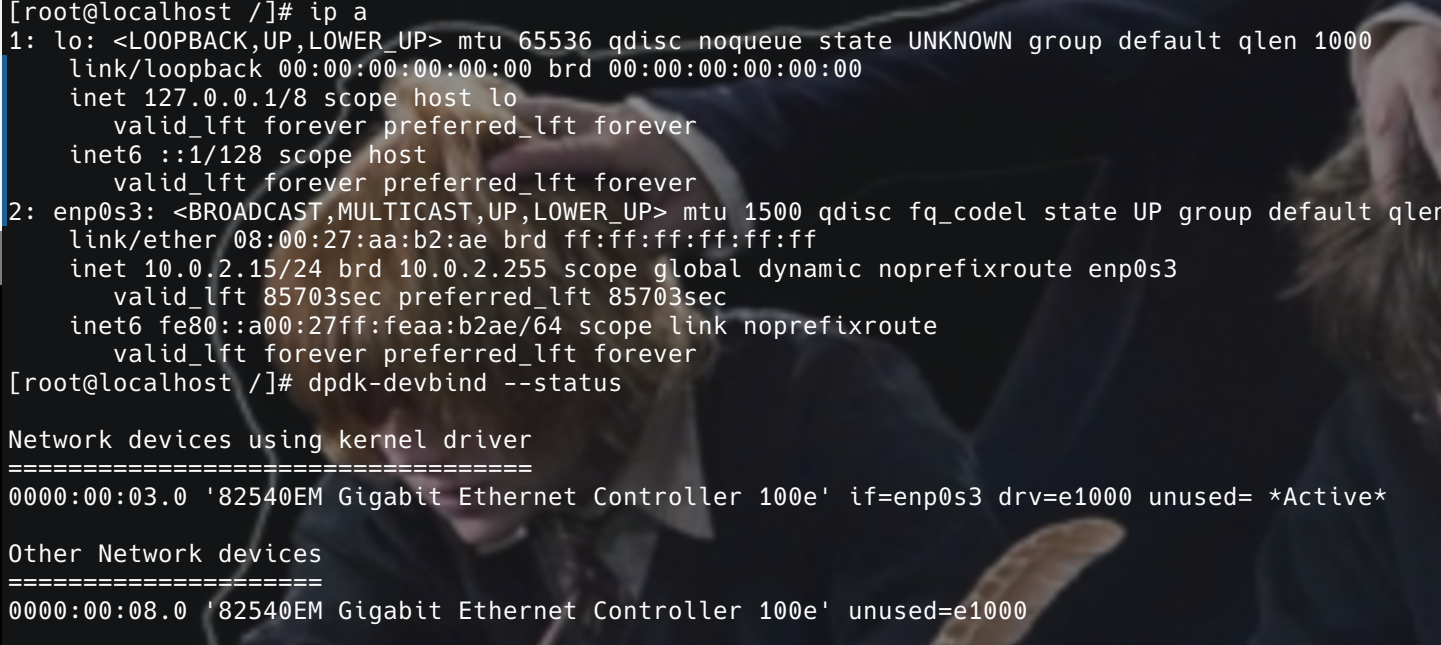 [root@localhost /]# ip a
1: lo: <LOOPBACK,UP,LOWER_UP> mtu 65536 qdisc noqueue state UNKNOWN group default qlen 1000
    link/loopback 00:00:00:00:00:00 brd 00:00:00:00:00:00
    inet 127.0.0.1/8 scope host lo
       valid_lft forever preferred_lft forever
    inet6 ::1/128 scope host
       valid_lft forever preferred_lft forever
2: enp0s3: <BROADCAST,MULTICAST,UP,LOWER_UP> mtu 1500 qdisc fq_codel state UP group default qlen
    link/ether 08:00:27:aa:b2:ae brd ff:ff:ff:ff:ff:ff
    inet 10.0.2.15/24 brd 10.0.2.255 scope global dynamic noprefixroute enp0s3
       valid_lft 85703sec preferred_lft 85703sec
    inet6 fe80::a00:27ff:feaa:b2ae/64 scope link noprefixroute
       valid_lft forever preferred_lft forever
[root@localhost /]# dpdk-devbind --status

Network devices using kernel driver
===================================
0000:00:03.0 '82540EM Gigabit Ethernet Controller 100e' if=enp0s3 drv=e1000 unused= *Active*

Other Network devices
=====================
0000:00:08.0 '82540EM Gigabit Ethernet Controller 100e' unused=e1000